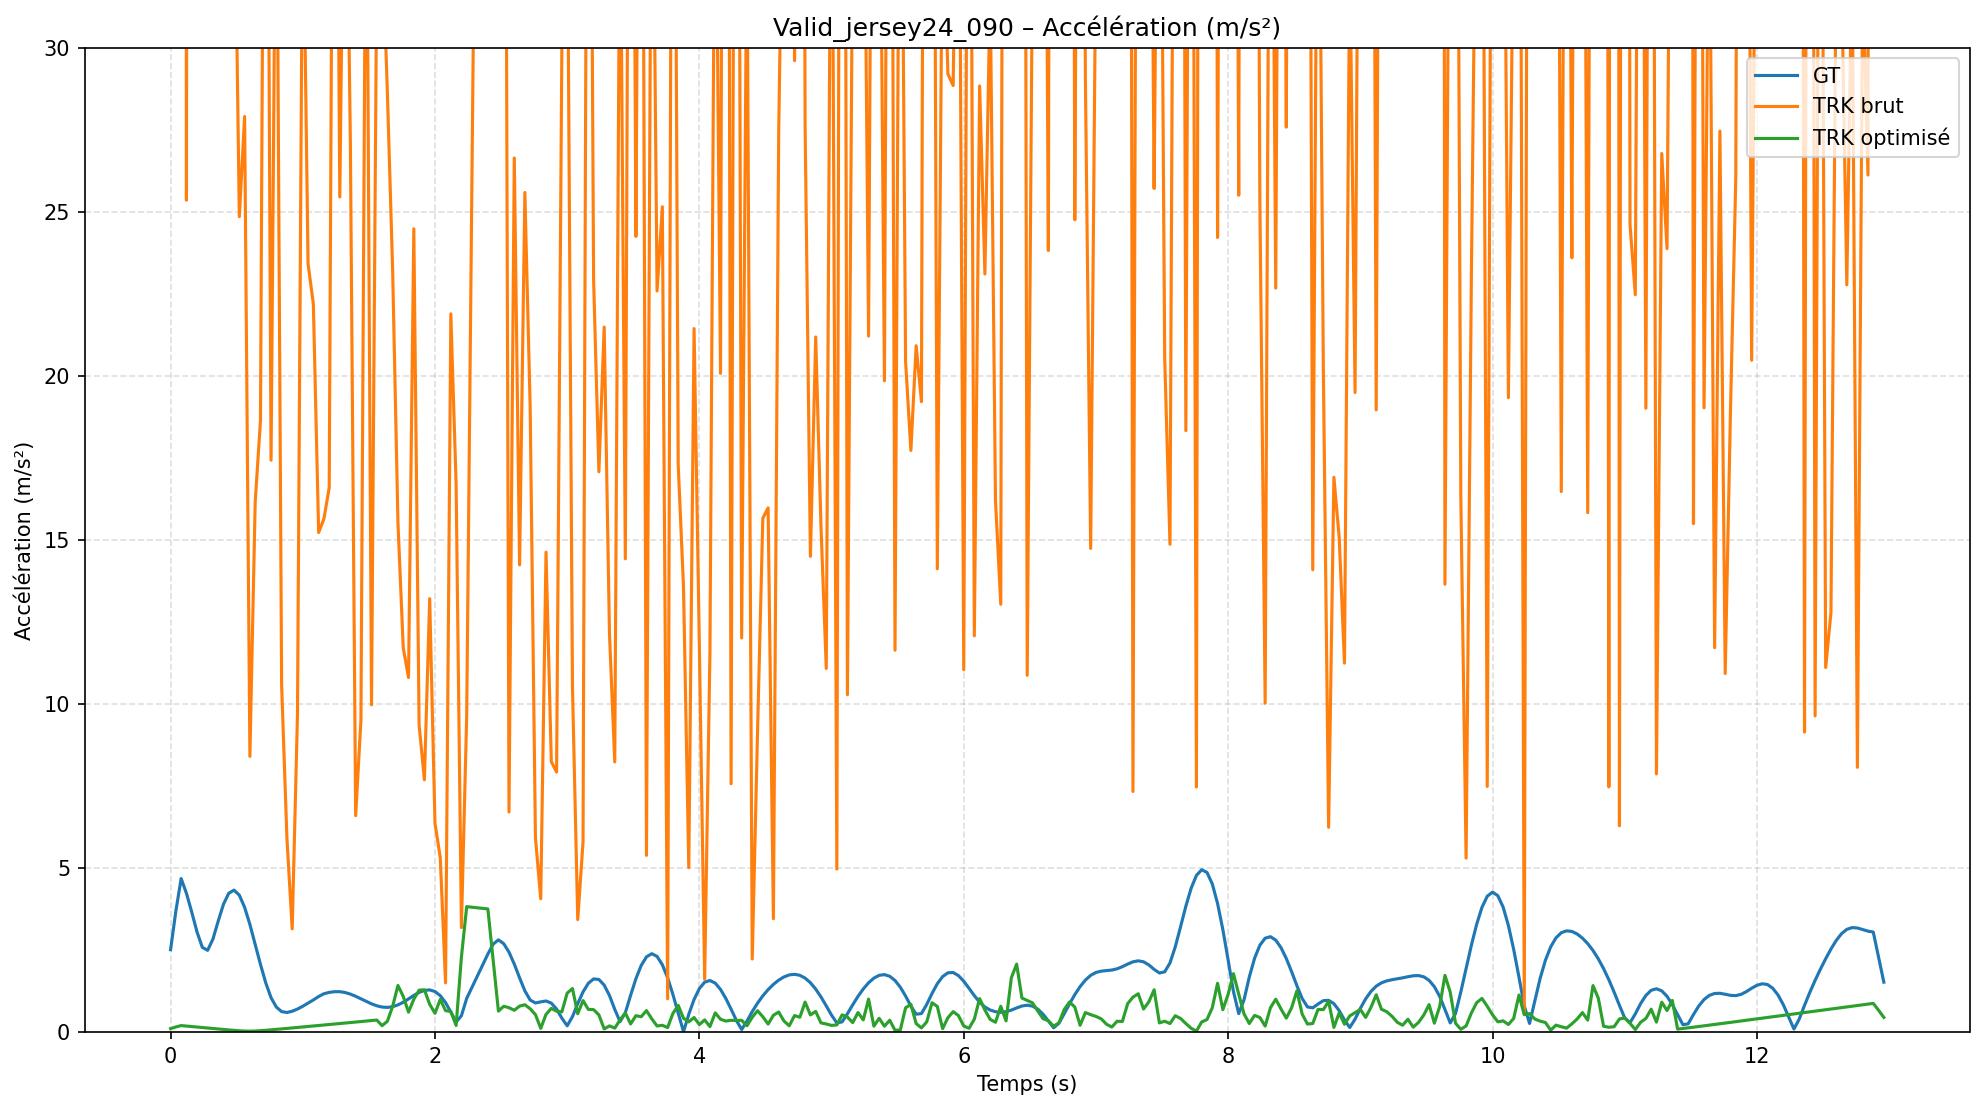 Valid_jersey24_090 – Accélération (m/s²)
30
25
20
15
10
5
0
Accélération (m/s²)
GT
TRK brut
TRK optimisé
0 2 4 6 8 10 12
Temps (s)